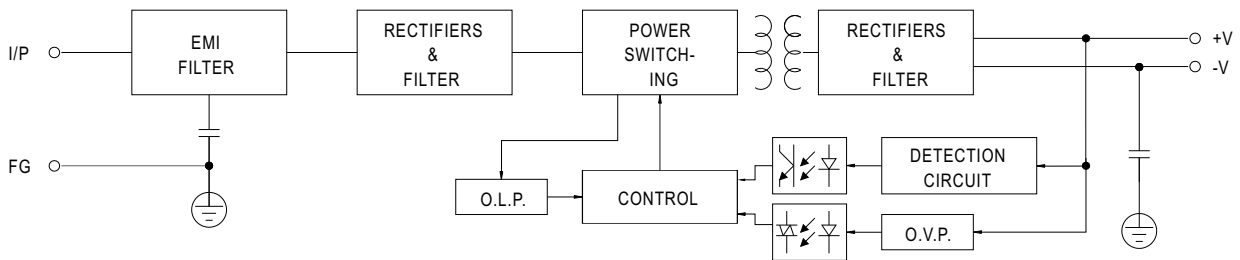 I/P
EMI
FILTER
RECTIFIERS
&
FILTER
POWER
SWITCH-
ING
RECTIFIERS
&
FILTER
+V
-V
FG
O.L.P.
CONTROL
DETECTION
CIRCUIT
O.V.P.